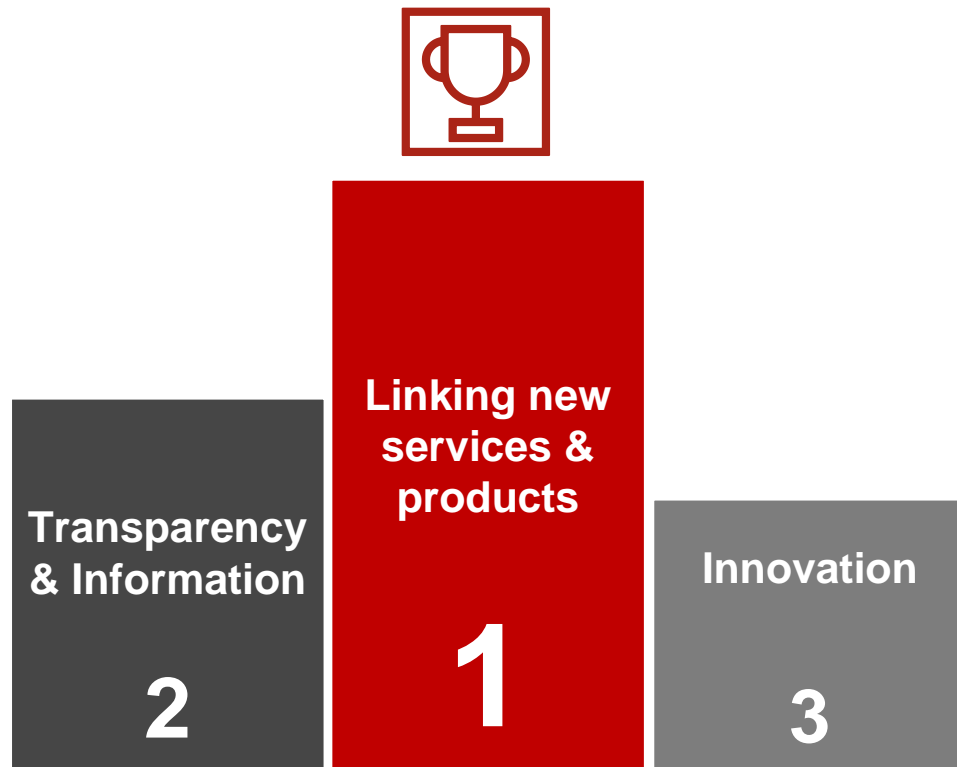 Linking new
services &
products
1
Transparency
& Information
2
Innovation
3